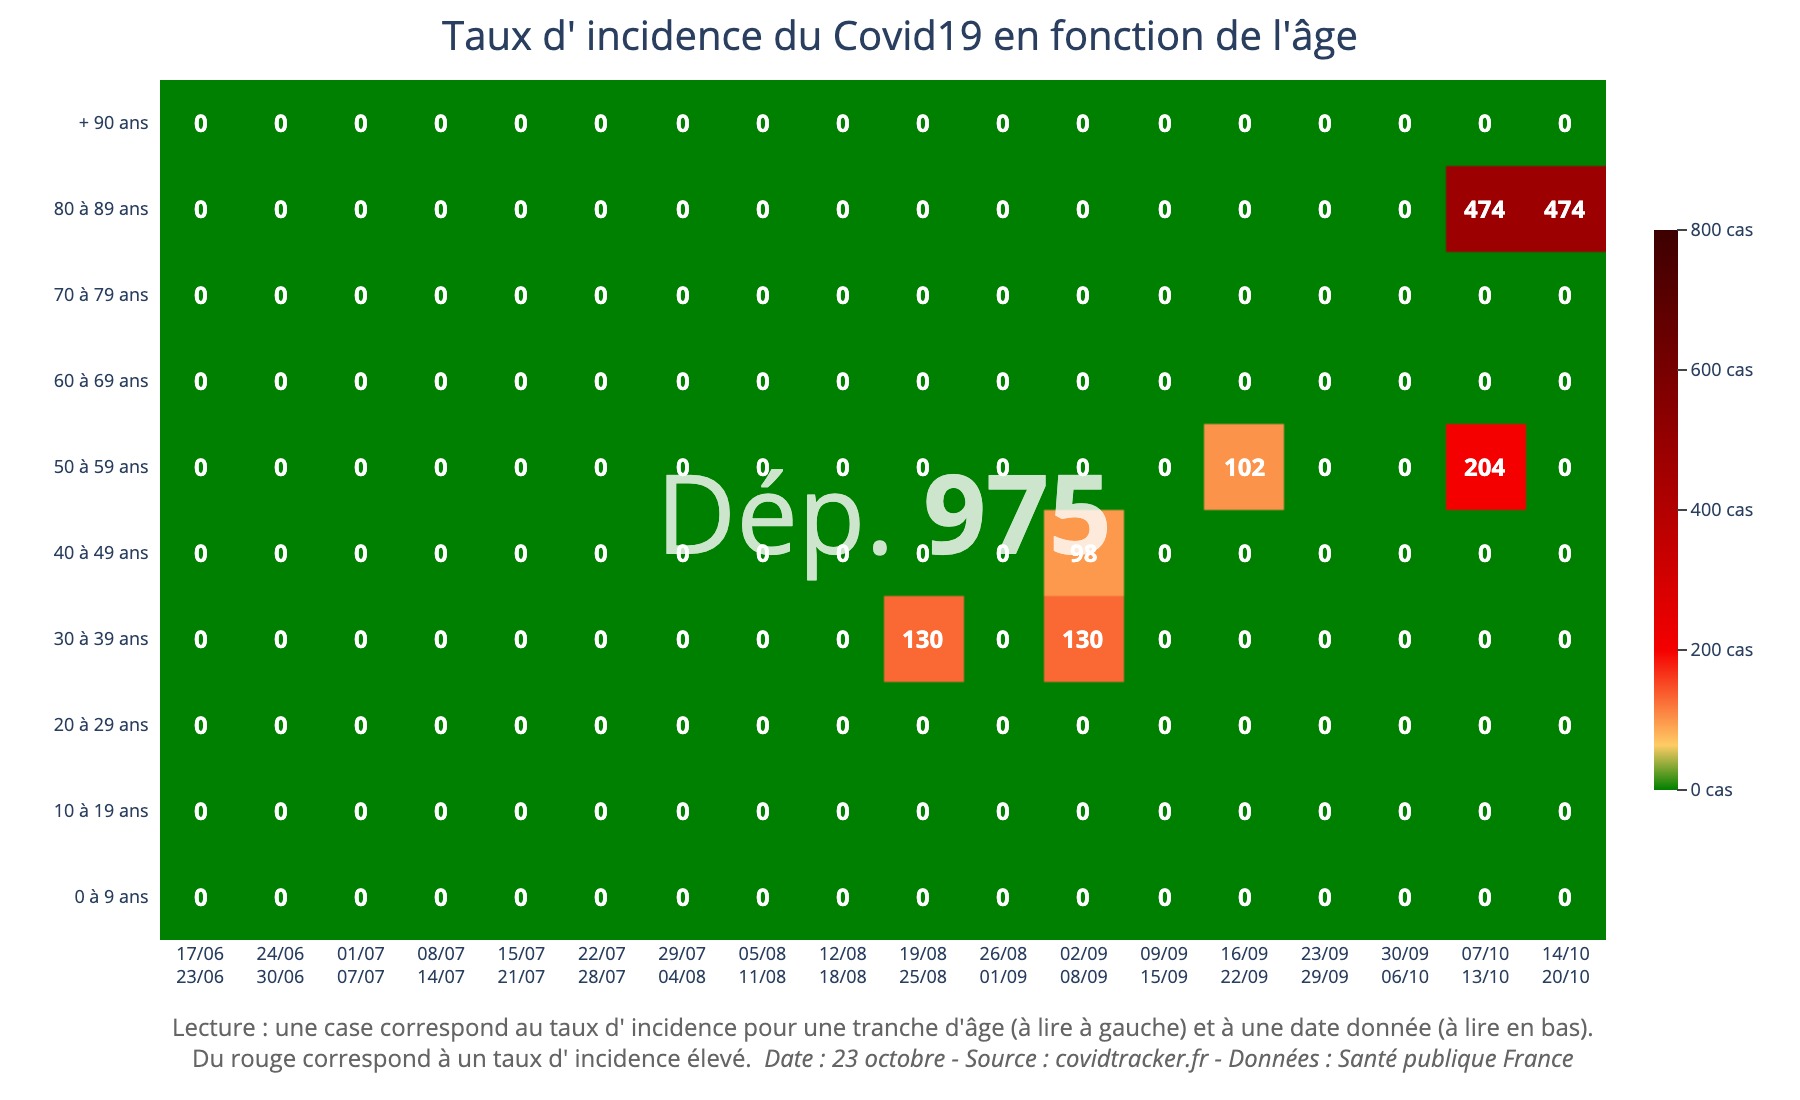 Taux d' incidence du Covid19 en fonction de l'âge
+ 90 ans 0 0 0 0 0 0 0 0 0 0 0 0 0 0 0 0 0 0
80 à 89 ans 0 0 0 0 0 0 0 0 0 0 0 0 0 0 0 0 474 474
800 cas
70 à 79 ans 0 0 0 0 0 0 0 0 0 0 0 0 0 0 0 0 0 0
60 à 69 ans 0 0 0 0 0 0 0 0 0 0 0 0 0 0 0 0 0 0
600 cas
50 à 59 ans 0 0 0 0 0 0 0 0 0 0 0 0 0 102 0 0 204 0
Dép. 975
400 cas
40 à 49 ans 0 0 0 0 0 0 0 0 0 0 0 98 0 0 0 0 0 0
30 à 39 ans 0 0 0 0 0 0 0 0 0 130 0 130 0 0 0 0 0 0
200 cas
20 à 29 ans 0 0 0 0 0 0 0 0 0 0 0 0 0 0 0 0 0 0
0 cas
10 à 19 ans 0 0 0 0 0 0 0 0 0 0 0 0 0 0 0 0 0 0
0 à 9 ans 0 0 0 0 0 0 0 0 0 0 0 0 0 0 0 0 0 0
17/06 24/06 01/07 08/07 15/07 22/07 29/07 05/08 12/08 19/08 26/08 02/09 09/09 16/09 23/09 30/09 07/10 14/10
23/06 30/06 07/07 14/07 21/07 28/07 04/08 11/08 18/08 25/08 01/09 08/09 15/09 22/09 29/09 06/10 13/10 20/10
Lecture : une case correspond au taux d' incidence pour une tranche d'âge (à lire à gauche) et à une date donnée (à lire en bas).
Du rouge correspond à un taux d' incidence élevé. Date : 23 octobre - Source : covidtracker.fr - Données : Santé publique France